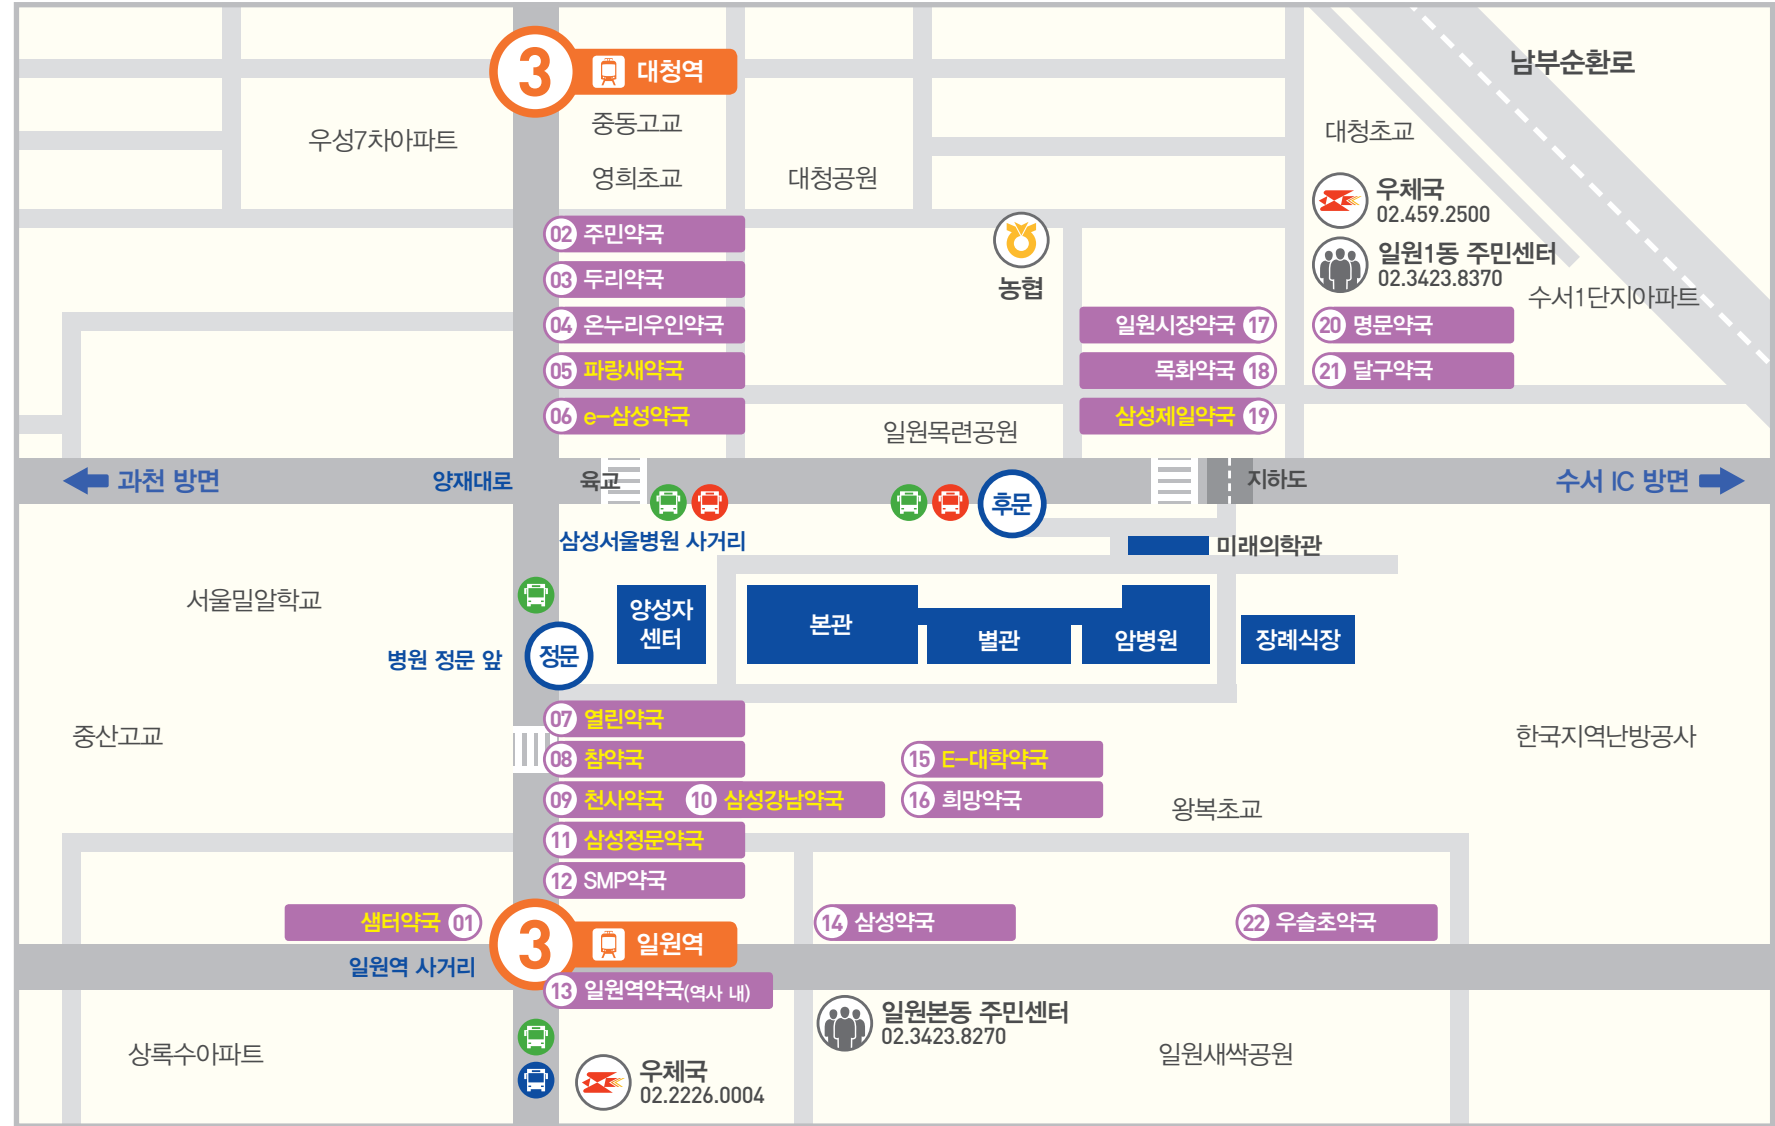 3 대청역
남부순환로
우성7차아파트
중동고교
영희초교
대청공원
대청초교
우체국
02.459.2500
일원1동 주민센터
02.3423.8370
수서1단지아파트
농협
02 주민약국
03 두리약국
04 온누리우인약국
05 파랑새약국
06 e-삼성약국
일원시장약국 17
목화약국 18
삼성제일약국 19
20 명문약국
21 달구약국
일원목련공원
과천 방면
양재대로
육교
후문
지하도
수서 IC 방면
삼성서울병원 사거리
미래의학관
서울밀알학교
양성자
센터
본관
별관
암병원
장례식장
병원 정문 앞
정문
중산고교
한국지역난방공사
07 열린약국
08 참약국
09 천사약국
10 삼성강남약국
11 삼성정문약국
12 SMP약국
15 E-대학약국
16 희망약국
왕북초교
샘터약국 01
3 일원역
14 삼성약국
22 우슬초약국
일원역 사거리
13 일원역약국(역사 내)
일원본동 주민센터
02.3423.8270
상록수아파트
우체국
02.2226.0004
일원새싹공원